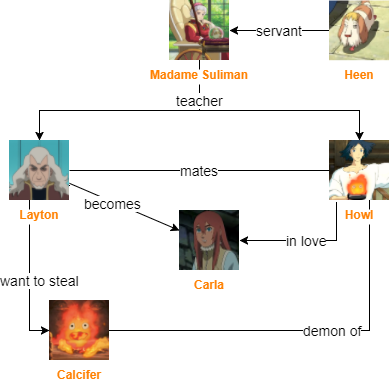 servant
Madame Suliman
Heen
teacher
mates
Layton
becomes
Howl
in love
Carla
want to steal
demon of
Calcifer